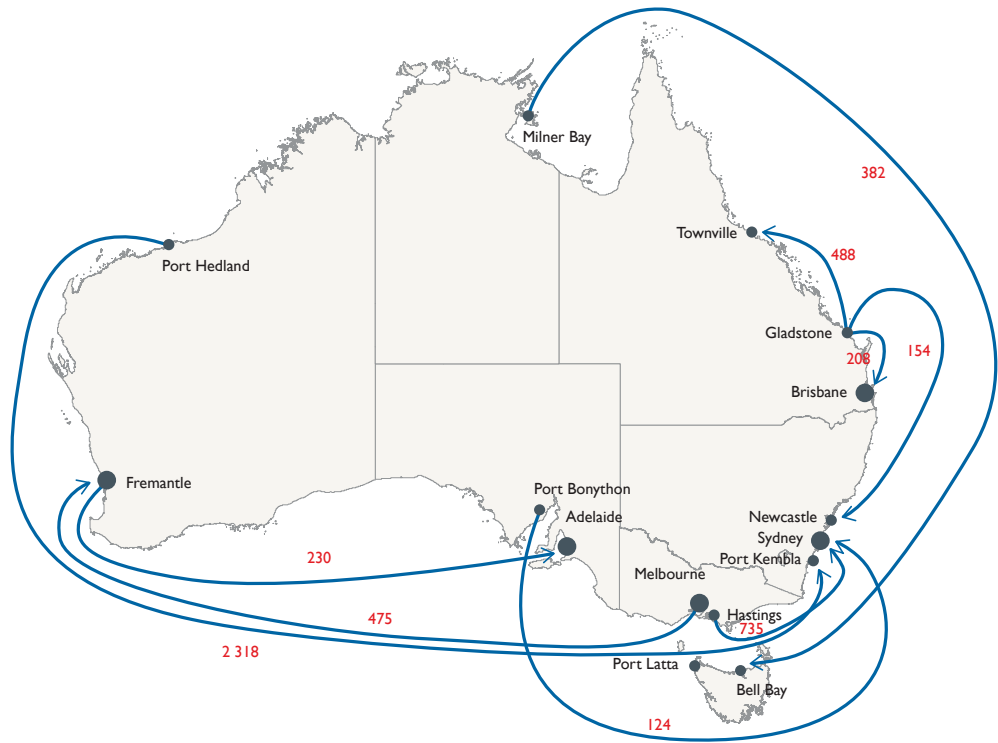 Milner Bay
382
Townville
488
Port Hedland
Gladstone
154
208
Brisbane
Fremantle
Port Bonython
Adelaide
Newcastle
Sydney
230
Port Kembla
Melbourne
Hastings
475
735
2 318
Port Latta
Bell Bay
124